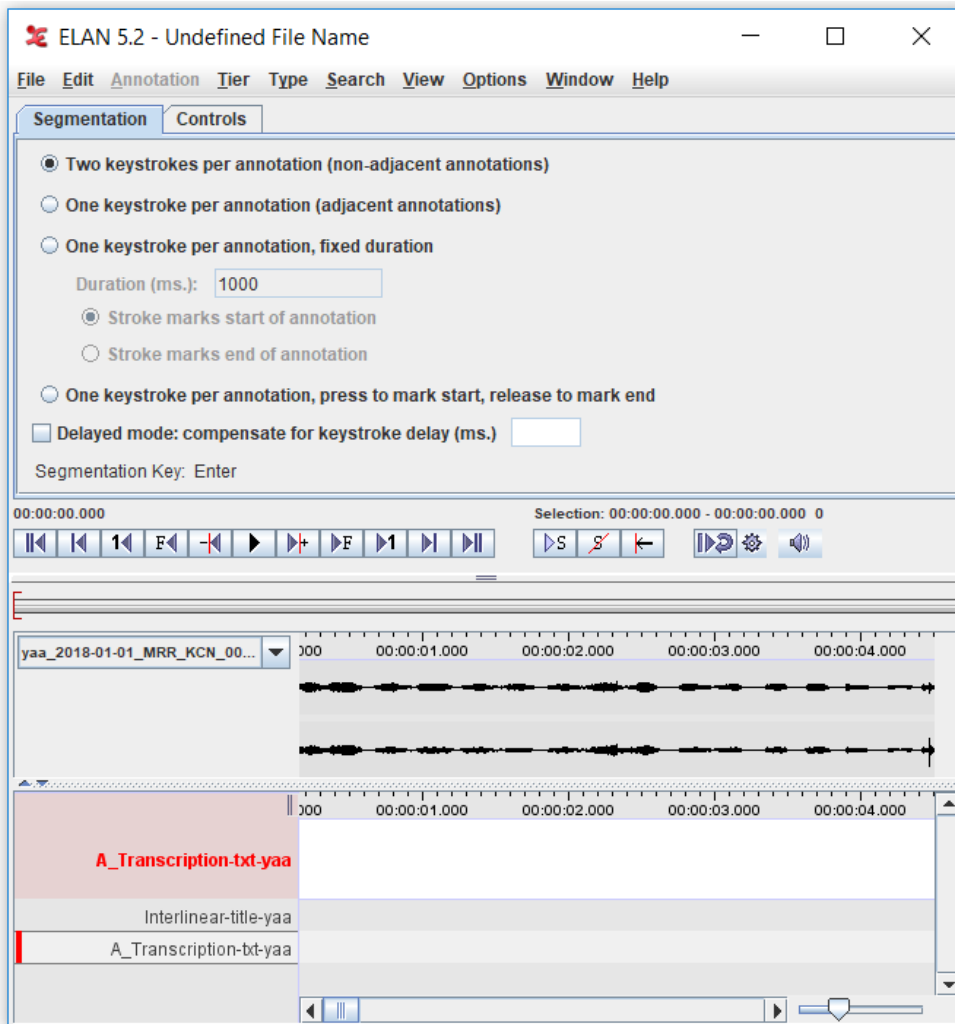 ELAN 5.2 - Undefined File Name
File Edit Annotation Tier Type Search View Options Window Help
Segmentation Controls
Two keystrokes per annotation (non-adjacent annotations)
One keystroke per annotation (adjacent annotations)
One keystroke per annotation, fixed duration
Duration (ms.): 1000
Stroke marks start of annotation
Stroke marks end of annotation
One keystroke per annotation, press to mark start, release to mark end
Delayed mode: compensate for keystroke delay (ms.)
Segmentation Key: Enter
00:00:00.000 Selection: 00:00:00.000 - 00:00:00.000 0
1 F F 1 S S
yaa_2018-01-01_MRR_KCN_00... 000 00:00:01.000 00:00:02.000 00:00:03.000 00:00:04.000
000 00:00:01.000 00:00:02.000 00:00:03.000 00:00:04.000
A_Transcription-txt-yaa
Interlinear-title-yaa
A_Transcription-txt-yaa